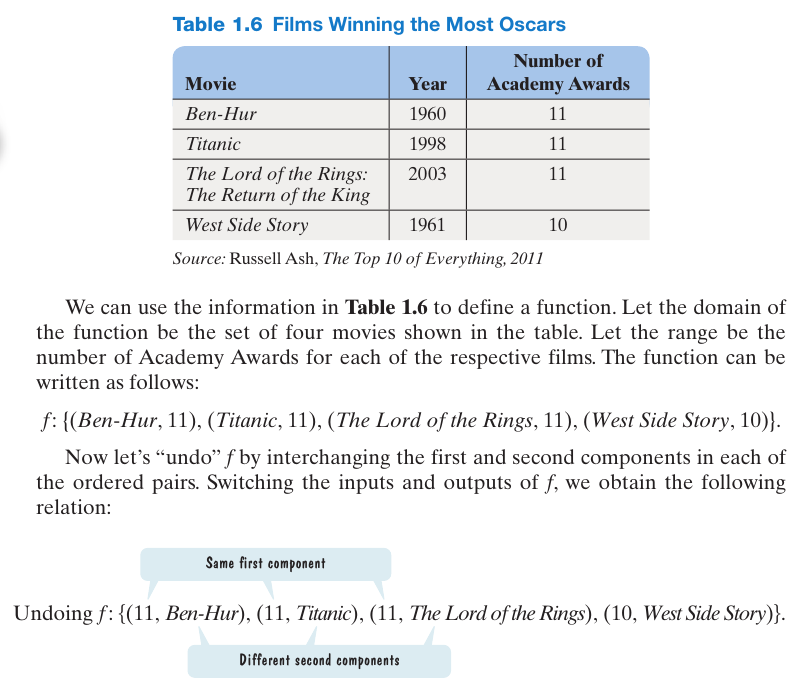 Table 1.6 Films Winning the Most Oscars
Number of
Movie Year Academy Awards
Ben-Hur 1960 11
Titanic 1998 11
The Lord of the Rings: 2003 11
The Return of the King
West Side Story 1961 10
Source: Russell Ash, The Top 10 of Everything, 2011
We can use the information in Table 1.6 to define a function. Let the domain of
the function be the set of four movies shown in the table. Let the range be the
number of Academy Awards for each of the respective films. The function can be
written as follows:
f: {(Ben-Hur, 11), (Titanic, 11), (The Lord of the Rings, 11), (West Side Story, 10)}.
Now let's “undo” f by interchanging the first and second components in each of
the ordered pairs. Switching the inputs and outputs of f, we obtain the following
relation:
Same first component
Undoing f: {(11, Ben-Hur), (11, Titanic), (11, The Lord of the Rings), (10, West Side Story)}.
Different second components